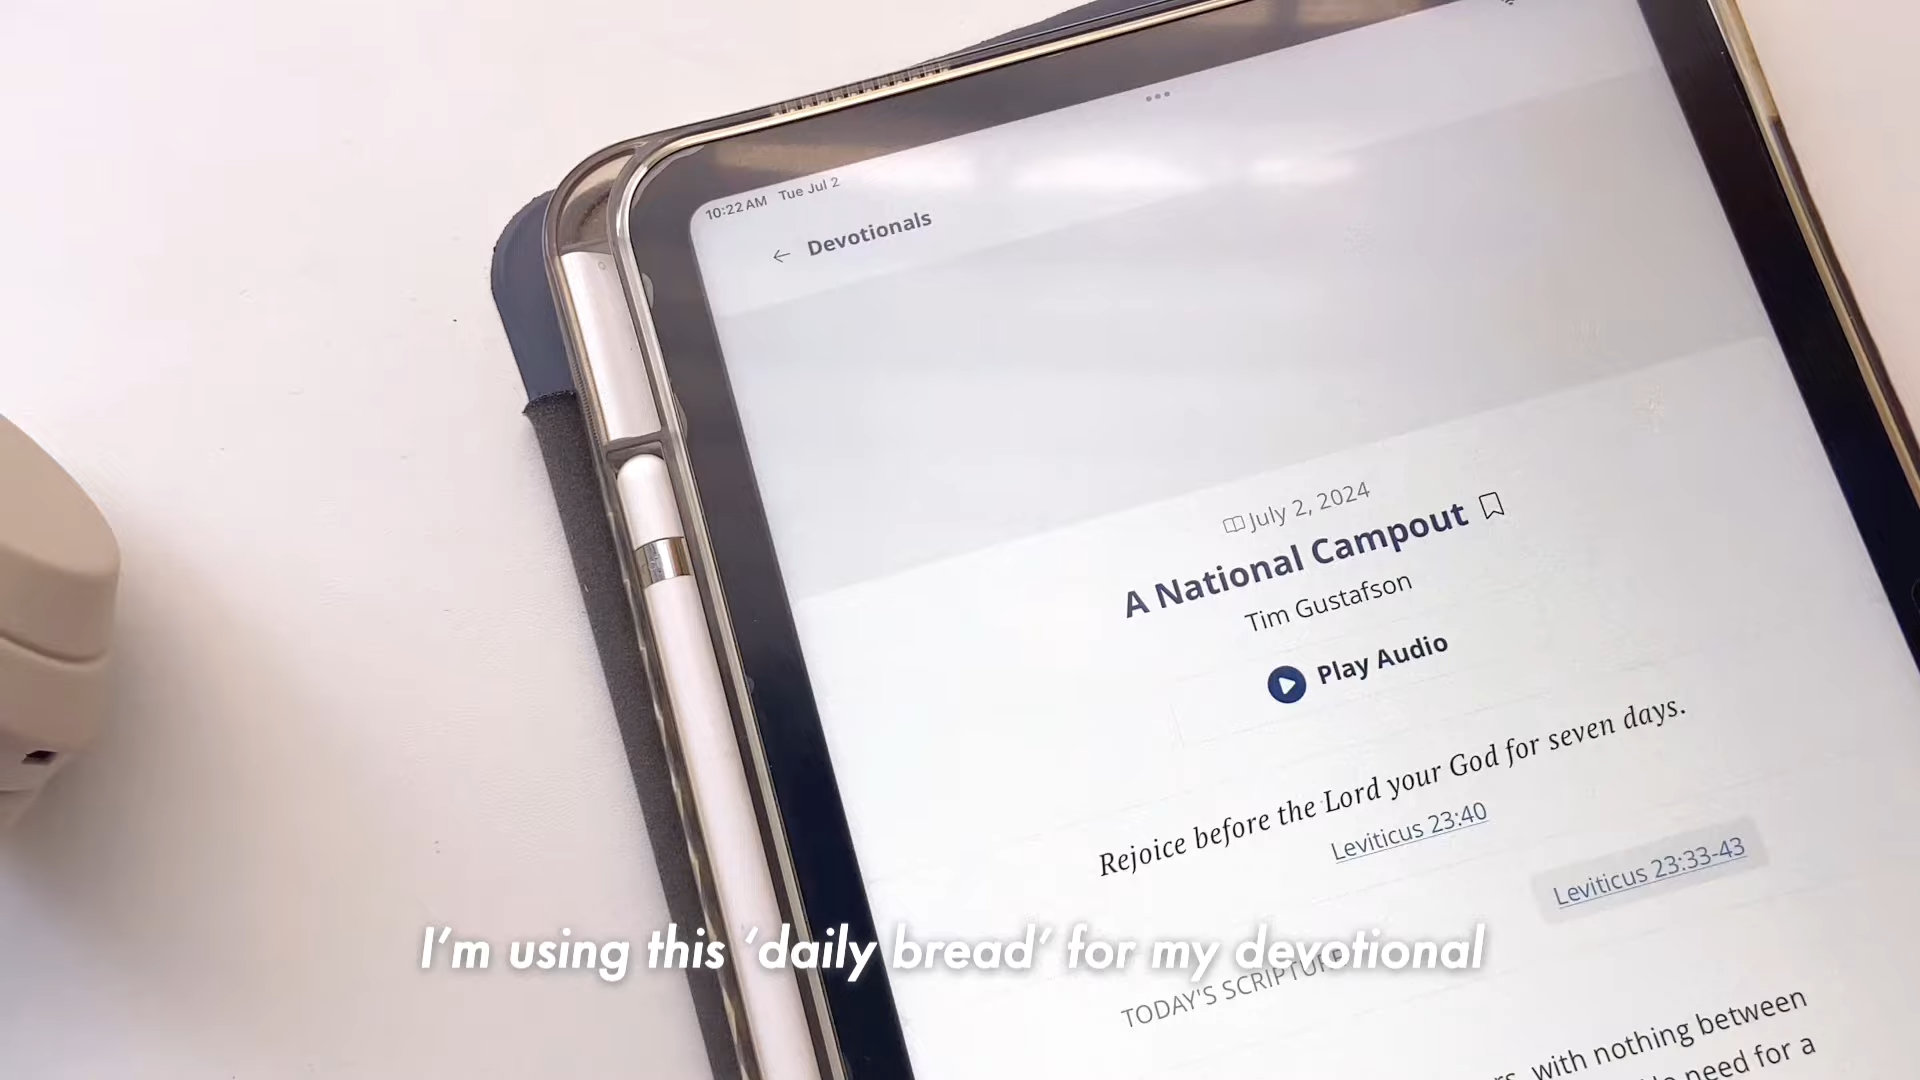 10:22 AM Tue Jul 2
← Devotionals
July 2, 2024
A National Campout
Tim Gustafson
Play Audio
Rejoice before the Lord your God for seven days.
Leviticus 23:40
Leviticus 23:33-43
I'm using this 'daily bread' for my devotional
TODAY'S SCRIPTURE
with nothing between
need for a